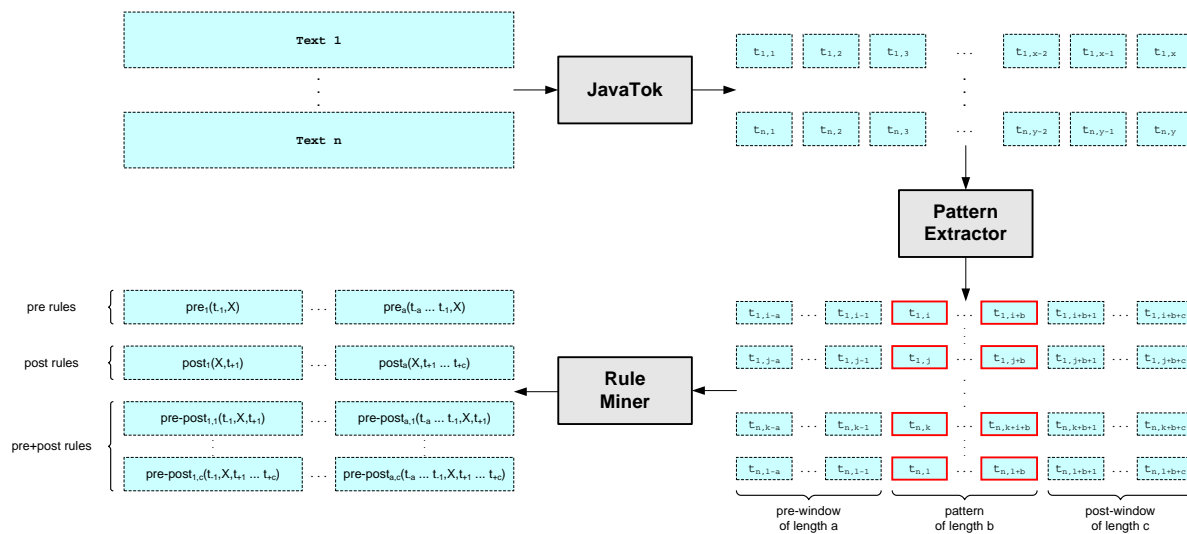 Text 1
.
.
.
Text n
JavaTok
t1,1 t1,2 t1,3 ... t1,x-2 t1,x-1 t1,x
.
.
.
tn,1 tn,2 tn,3 ... tn,y-2 tn,y-1 tn,y
Pattern
Extractor
pre rules
pre1(t-1,X) ... prea(t-a ... t-1,X)
post rules
post1(X,t+1) ... posta(X,t+1 ... t+c)
pre+post rules
pre-post1,1(t-1,X,t+1) ... pre-posta,1(t-a ... t-1,X,t+1)
pre-post1,c(t-1,X,t+1 ... t+c) ... pre-posta,c(t-a ... t-1,X,t+1 ... t+c)
Rule
Miner
t1,i-a ... t1,i-1 t1,i ... t1,i+b t1,i+b+1 ... t1,i+b+c
t1,j-a ... t1,j-1 t1,j ... t1,j+b t1,j+b+1 ... t1,j+b+c
.
.
.
tn,k-a ... tn,k-1 tn,k ... tn,k+i+b tn,k+b+1 ... tn,k+b+c
tn,l-a ... tn,l-1 tn,l ... tn,l+b tn,l+b+1 ... tn,l+b+c
pre-window
of length a
pattern
of length b
post-window
of length c